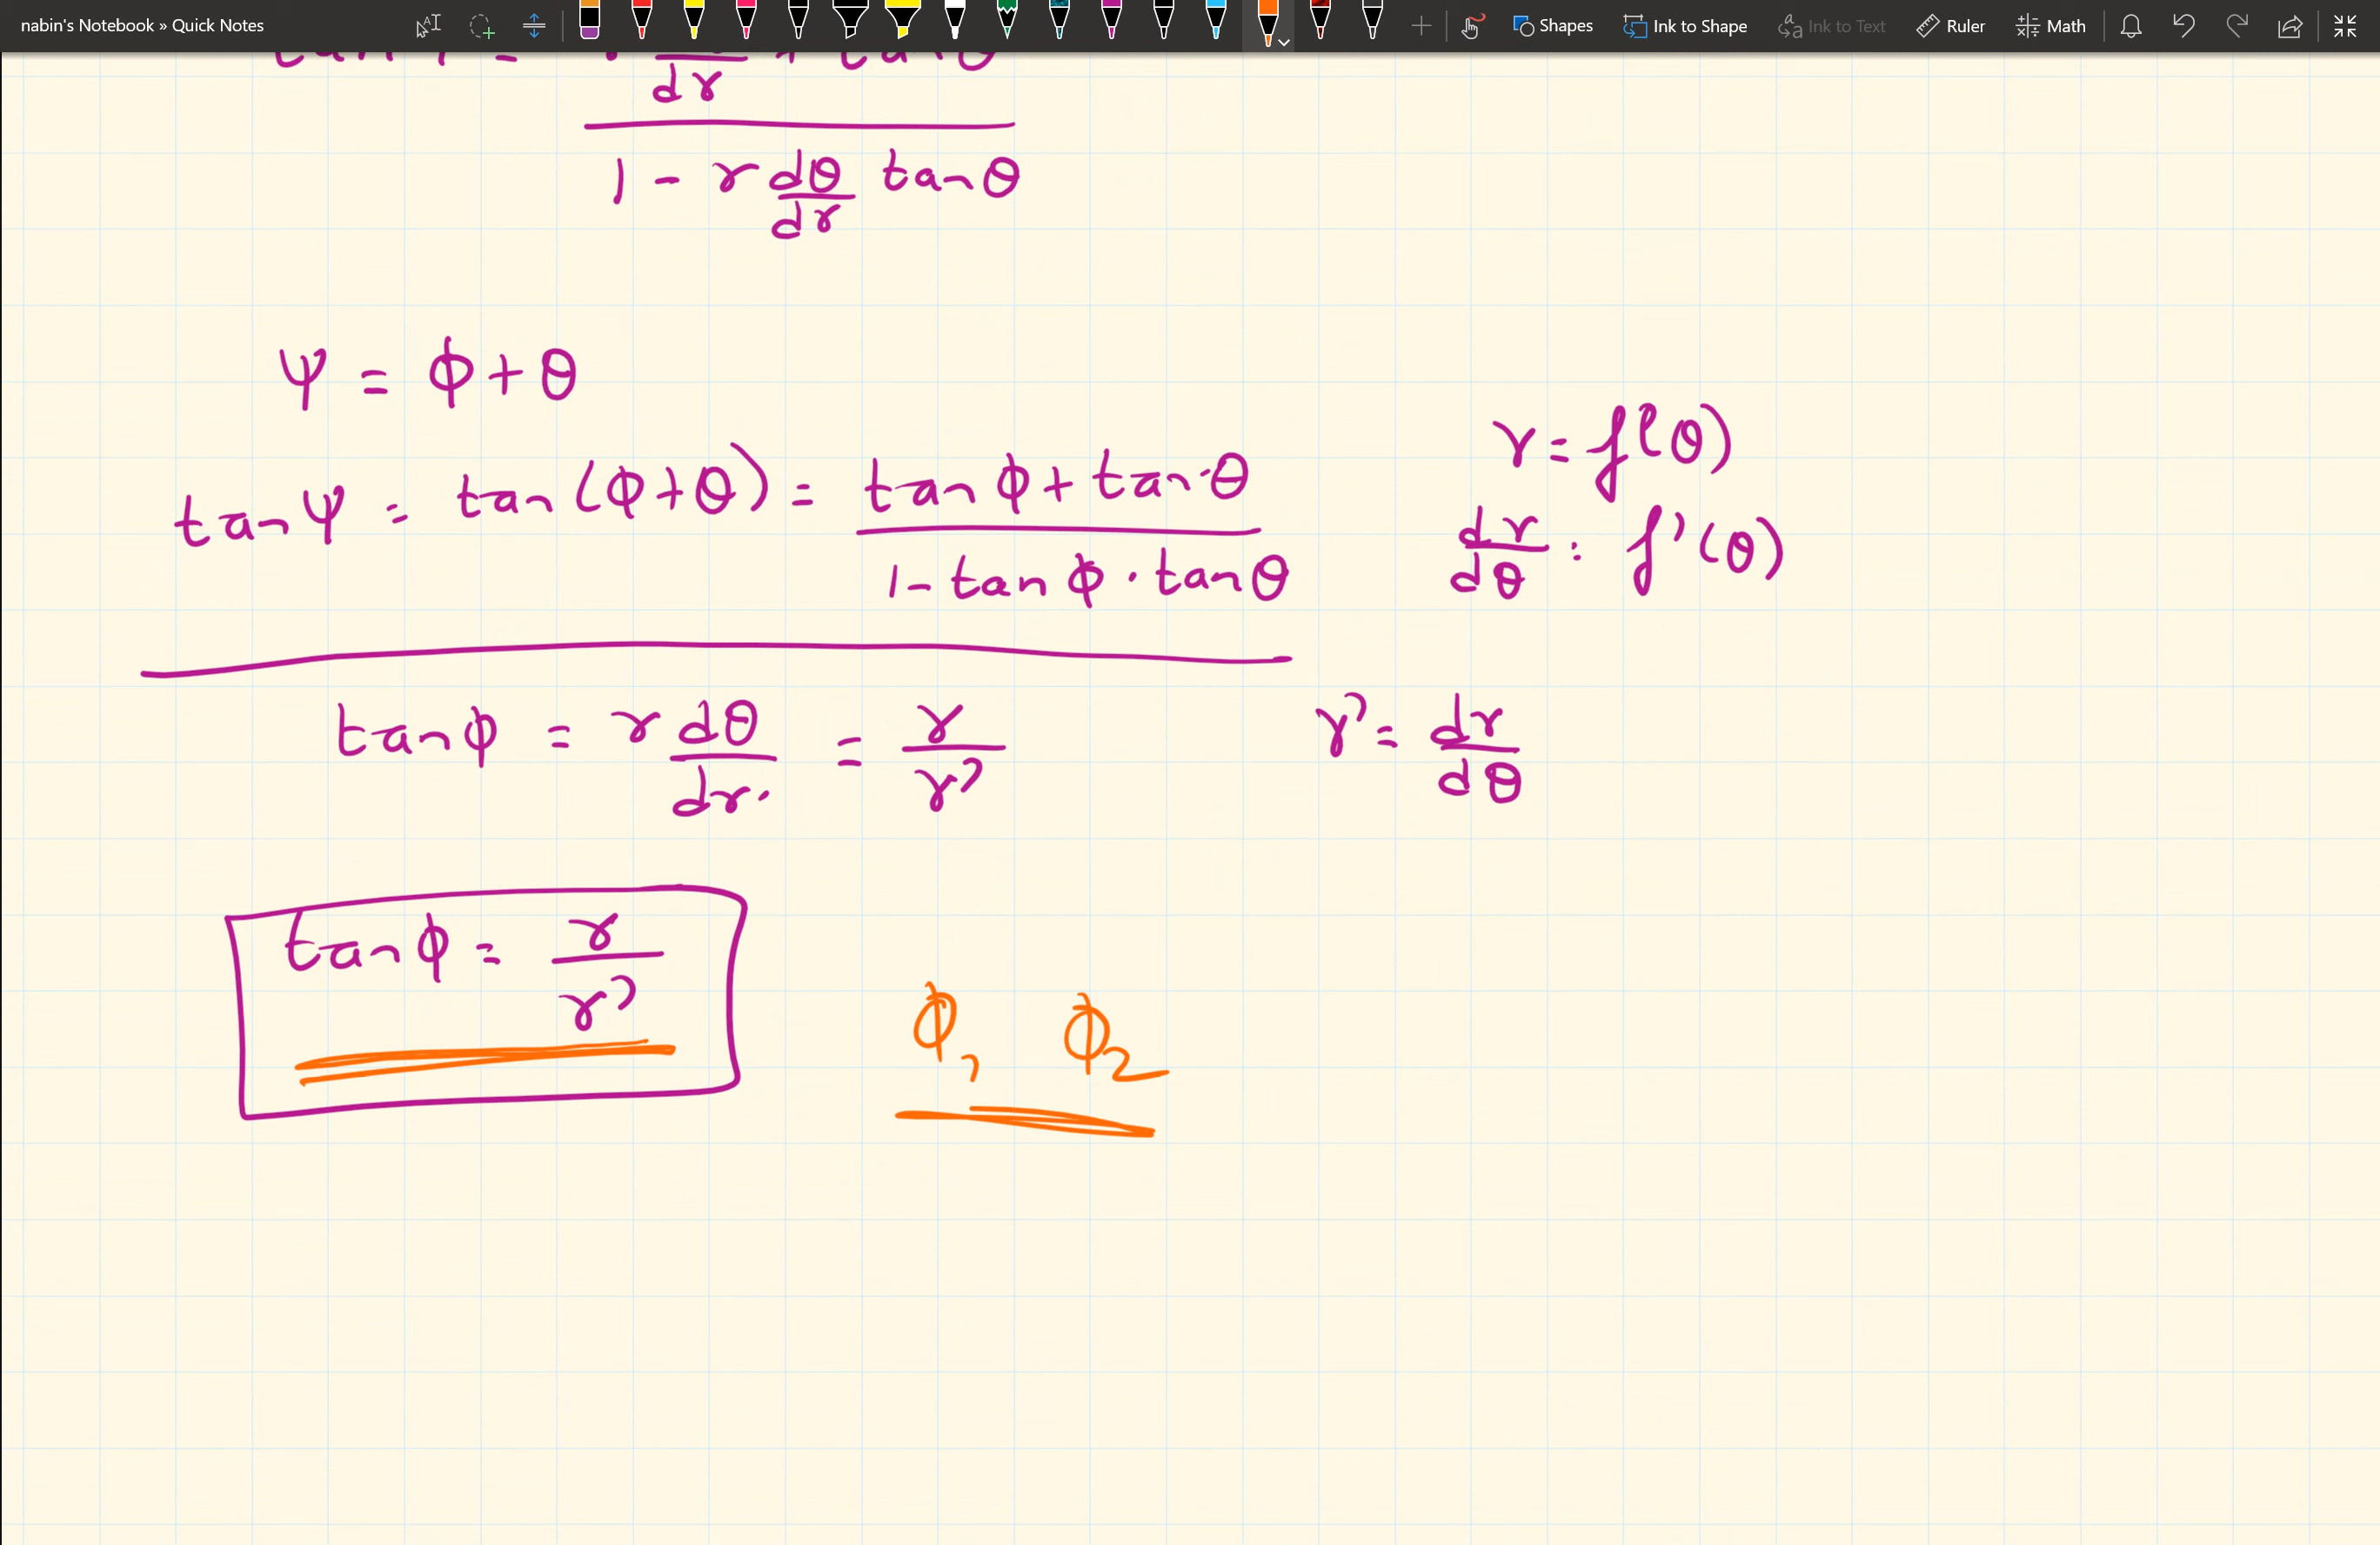 nabin's Notebook » Quick Notes Shapes Ink to Shape Ink to Text Ruler Math
dr
1 - r dθ/dr tanθ
ψ = φ+θ
tanψ = tan(φ+θ) = tanφ+tanθ / 1-tanφ·tanθ
r = f(θ)
dr/dθ : f'(θ)
tanφ = r dθ/dr. = r/r'
r' = dr/dθ
tanφ = r/r'
φ₁ φ₂